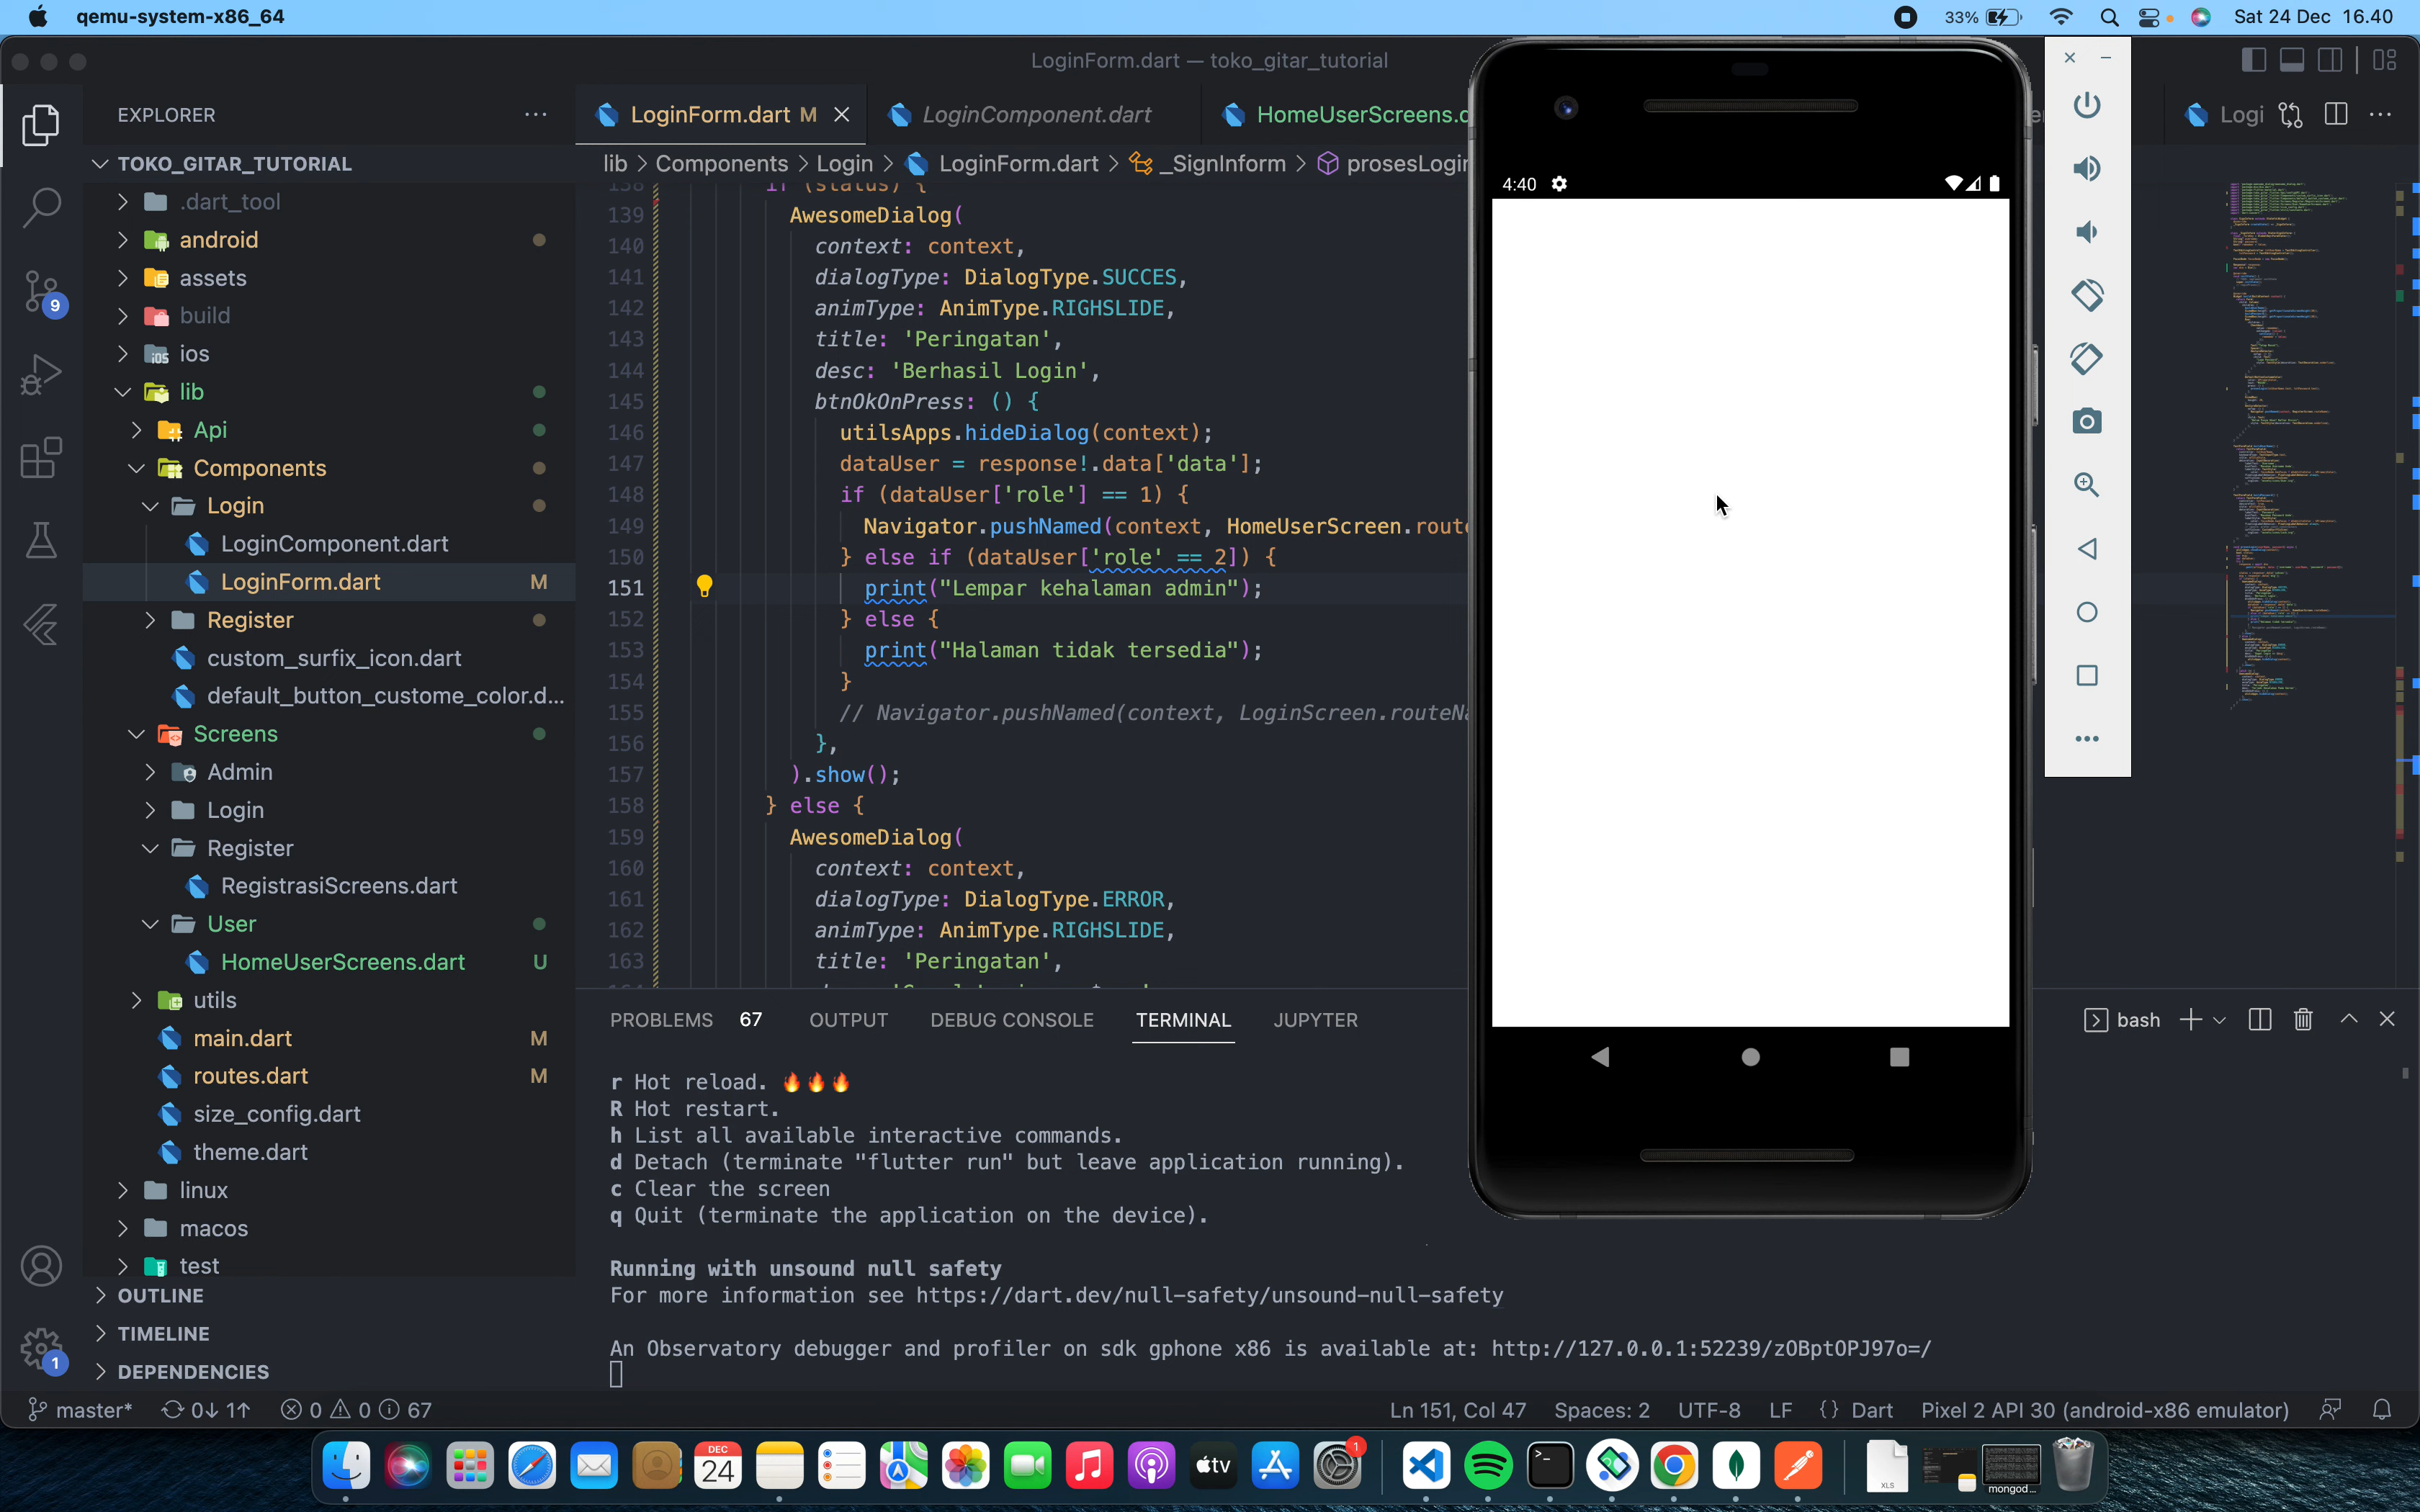 qemu-system-x86_64
33%
Sat 24 Dec 16.40
LoginForm.dart — toko_gitar_tutorial
EXPLORER
LoginForm.dart M
LoginComponent.dart
HomeUserScreens.d
Logi
TOKO_GITAR_TUTORIAL
lib > Components > Login > LoginForm.dart > _SignInform > prosesLogin
.dart_tool
android
assets
build
ios
lib
Api
Components
Login
LoginComponent.dart
LoginForm.dart M
Register
custom_surfix_icon.dart
default_button_custome_color.d...
Screens
Admin
Login
Register
RegistrasiScreens.dart
User
HomeUserScreens.dart U
utils
main.dart M
routes.dart M
size_config.dart
theme.dart
linux
macos
test
OUTLINE
TIMELINE
DEPENDENCIES
9
1
138 if (status) {
139 AwesomeDialog(
140 context: context,
141 dialogType: DialogType.SUCCES,
142 animType: AnimType.RIGHSLIDE,
143 title: 'Peringatan',
144 desc: 'Berhasil Login',
145 btnOkOnPress: () {
146 utilsApps.hideDialog(context);
147 dataUser = response!.data['data'];
148 if (dataUser['role'] == 1) {
149 Navigator.pushNamed(context, HomeUserScreen.route
150 } else if (dataUser['role' == 2]) {
151 print("Lempar kehalaman admin");
152 } else {
153 print("Halaman tidak tersedia");
154 }
155 // Navigator.pushNamed(context, LoginScreen.routeNa
156 },
157 ).show();
158 } else {
159 AwesomeDialog(
160 context: context,
161 dialogType: DialogType.ERROR,
162 animType: AnimType.RIGHSLIDE,
163 title: 'Peringatan',
4:40
PROBLEMS 67 OUTPUT DEBUG CONSOLE TERMINAL JUPYTER
bash
r Hot reload. 🔥🔥🔥
R Hot restart.
h List all available interactive commands.
d Detach (terminate "flutter run" but leave application running).
c Clear the screen
q Quit (terminate the application on the device).
Running with unsound null safety
For more information see https://dart.dev/null-safety/unsound-null-safety
An Observatory debugger and profiler on sdk gphone x86 is available at: http://127.0.0.1:52239/zOBptOPJ97o=/
master* 0↓ 1↑ 0 0 67
Ln 151, Col 47 Spaces: 2 UTF-8 LF {} Dart Pixel 2 API 30 (android-x86 emulator)
DEC
24
tv
1
XLS
mongod...